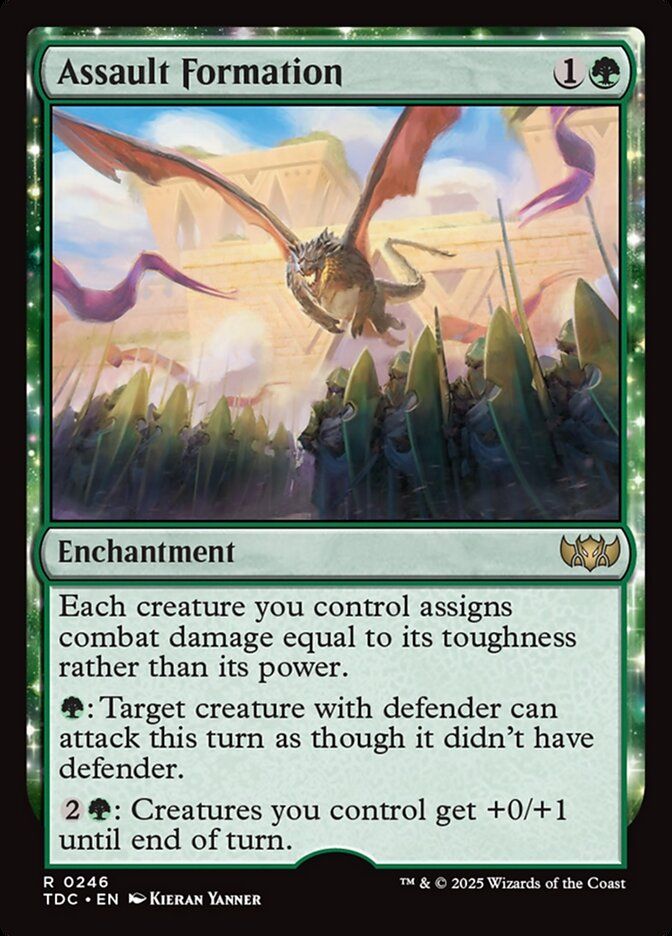 Assault Formation 1
Enchantment
Each creature you control assigns
combat damage equal to its toughness
rather than its power.
: Target creature with defender can
attack this turn as though it didn't have
defender.
2 : Creatures you control get +0/+1
until end of turn.
R 0246
TDC • EN KIERAN YANNER
™ & © 2025 Wizards of the Coast